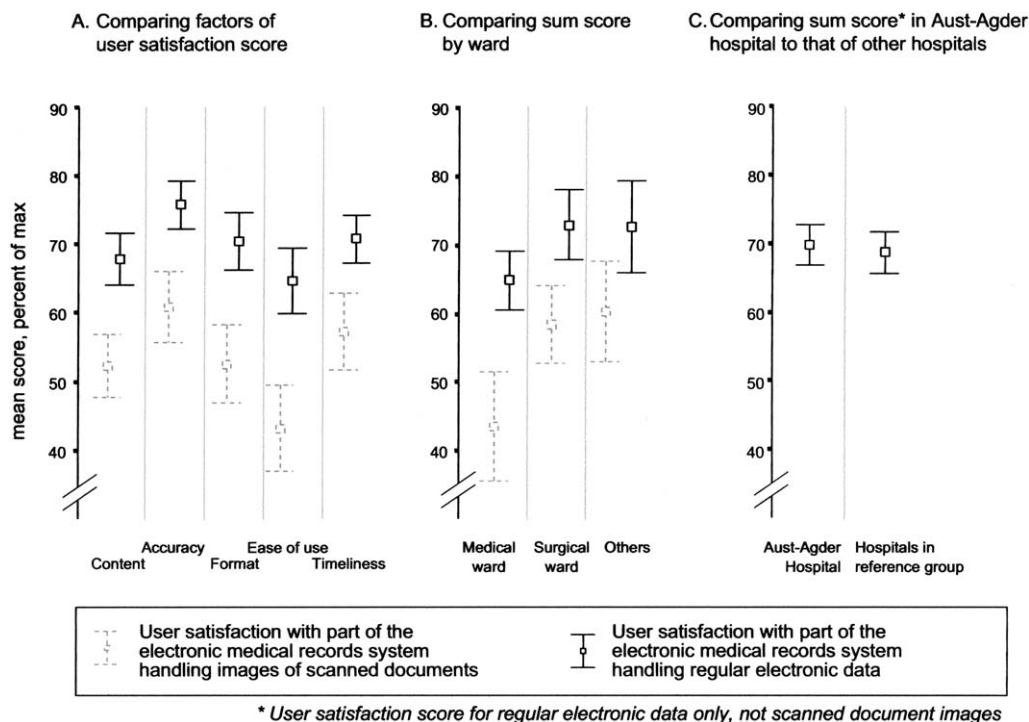 A. Comparing factors of
user satisfaction score
B. Comparing sum score
by ward
C. Comparing sum score* in Aust-Agder
hospital to that of other hospitals
mean score, percent of max
90
80
70
60
50
40
Content
Accuracy
Format
Ease of use
Timeliness
90
80
70
60
50
40
Medical
ward
Surgical
ward
Others
90
80
70
60
50
40
Aust-Agder
Hospital
Hospitals in
reference group
User satisfaction with part of the
electronic medical records system
handling images of scanned documents
User satisfaction with part of the
electronic medical records system
handling regular electronic data
* User satisfaction score for regular electronic data only, not scanned document images